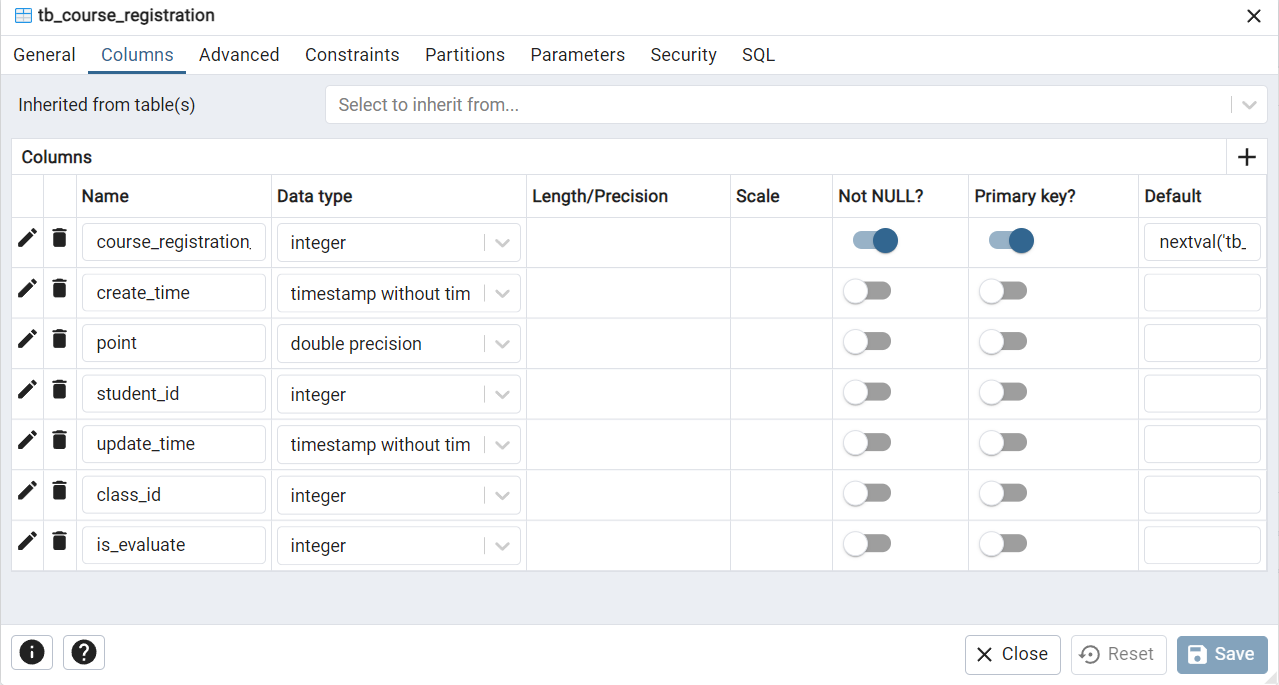 tb_course_registration
General Columns Advanced Constraints Partitions Parameters Security SQL
Inherited from table(s) Select to inherit from...
Columns
Name Data type Length/Precision Scale Not NULL? Primary key? Default
course_registration_ integer nextval('tb_
create_time timestamp without tim
point double precision
student_id integer
update_time timestamp without tim
class_id integer
is_evaluate integer
Close Reset Save